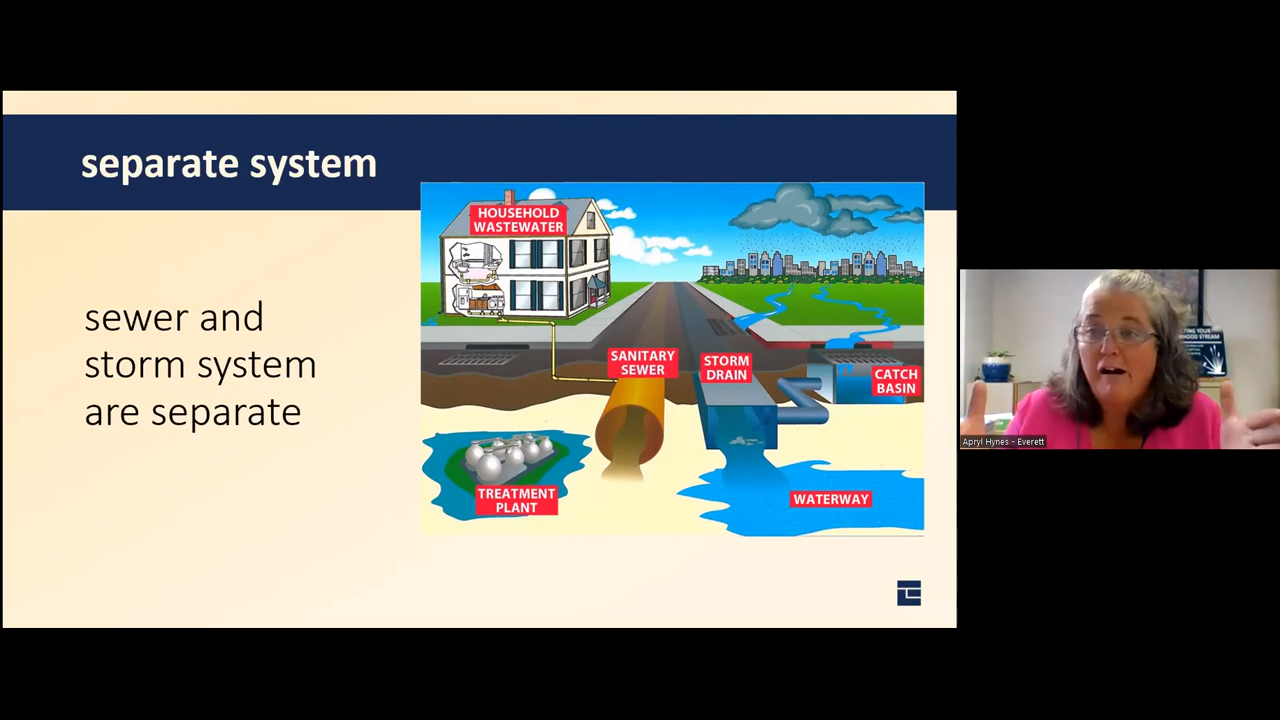 separate system
sewer and
storm system
are separate
HOUSEHOLD
WASTEWATER
SANITARY
SEWER
STORM
DRAIN
CATCH
BASIN
TREATMENT
PLANT
WATERWAY
Apryl Hynes - Everett